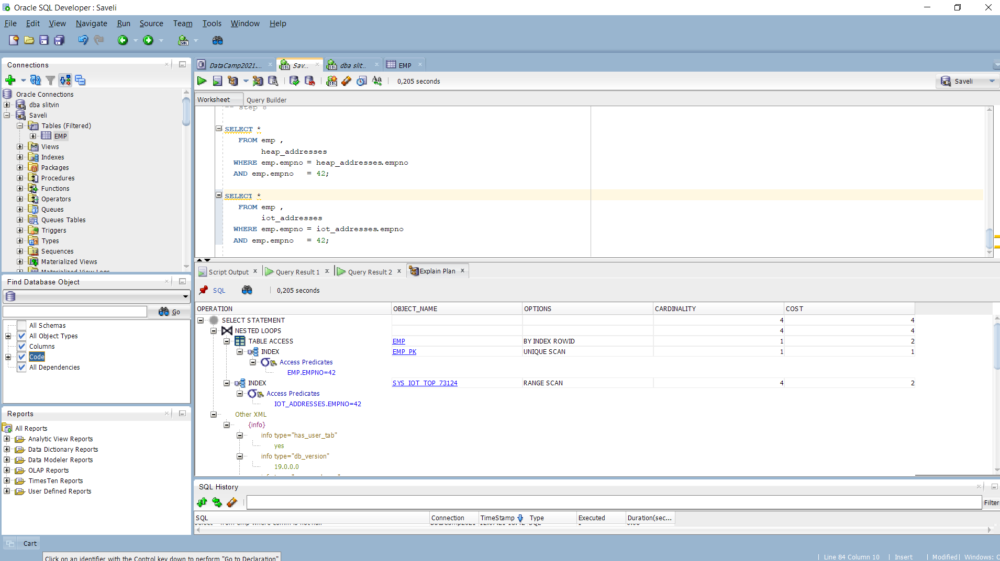 Oracle SQL Developer : Saveli
File Edit View Navigate Run Source Team Tools Window Help
Connections
Oracle Connections
dba slitvin
Saveli
Tables (Filtered)
EMP
Views
Indexes
Packages
Procedures
Functions
Operators
Queues
Queues Tables
Triggers
Types
Sequences
Materialized Views
Materialized View Logs
Find Database Object
Go
All Schemas
All Object Types
Columns
Code
All Dependencies
Reports
All Reports
Analytic View Reports
Data Dictionary Reports
Data Modeler Reports
OLAP Reports
TimesTen Reports
User Defined Reports
Cart
Click on an identifier with the Control key down to perform "Go to Declaration"
DataCamp2021.... Sav... dba slit.. EMP
0,205 seconds
Saveli
Worksheet Query Builder
-- step 8
SELECT *
FROM emp ,
heap_addresses
WHERE emp.empno = heap_addresses.empno
AND emp.empno = 42;
SELECT *
FROM emp ,
iot_addresses
WHERE emp.empno = iot_addresses.empno
AND emp.empno = 42;
Script Output Query Result 1 Query Result 2 Explain Plan
SQL 0,205 seconds
OPERATION OBJECT_NAME OPTIONS CARDINALITY COST
SELECT STATEMENT 4 4
NESTED LOOPS 4 4
TABLE ACCESS EMP BY INDEX ROWID 1 2
INDEX EMP_PK UNIQUE SCAN 1 1
Access Predicates
EMP.EMPNO=42
INDEX SYS_IOT_TOP_73124 RANGE SCAN 4 2
Access Predicates
IOT_ADDRESSES.EMPNO=42
Other XML
{info}
info type="has_user_tab"
yes
info type="db_version"
19.0.0.0
SQL History
Filter
SQL Connection TimeStamp Type Executed Duration(sec...
Line 84 Column 10 Insert Modified Windows: C